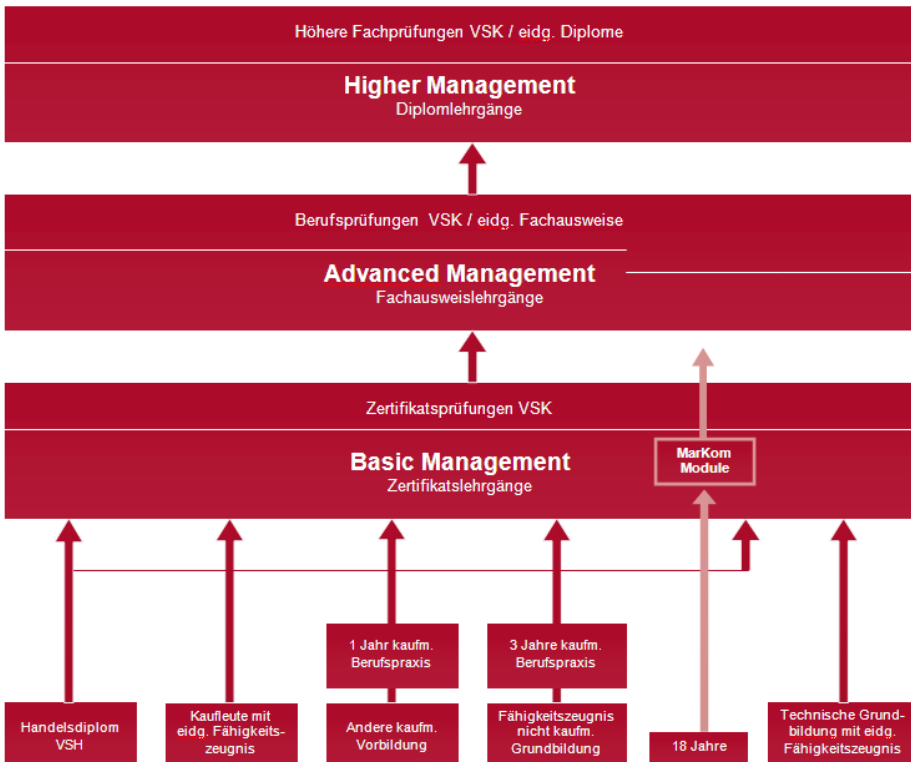 Höhere Fachprüfungen VSK / eidg. Diplome
Higher Management
Diplomlehrgänge
Berufsprüfungen VSK / eidg. Fachausweise
Advanced Management
Fachausweislehrgänge
Zertifikatsprüfungen VSK
Basic Management
Zertifikatslehrgänge
MarKom
Module
1 Jahr kaufm.
Berufspraxis
3 Jahre kaufm.
Berufspraxis
Handelsdiplom
VSH
Kaufleute mit
eidg. Fähigkeits-
zeugnis
Andere kaufm.
Vorbildung
Fähigkeitszeugnis
nicht kaufm.
Grundbildung
18 Jahre
Technische Grund-
bildung mit eidg.
Fähigkeitszeugnis